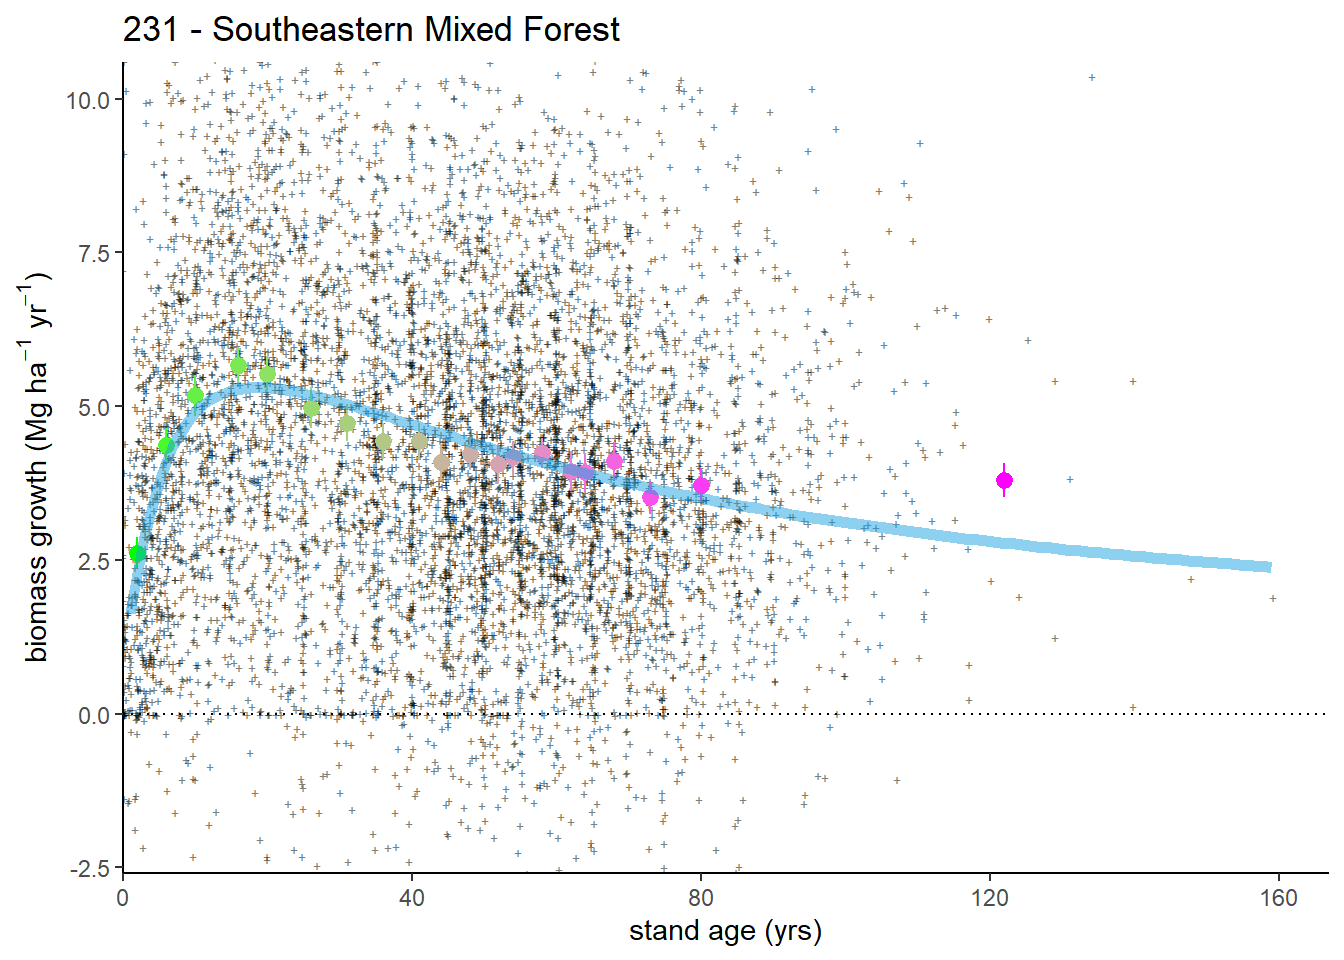 231 - Southeastern Mixed Forest
biomass growth (Mg ha⁻¹ yr⁻¹)
10.0
7.5
5.0
2.5
0.0
-2.5
0 40 80 120 160
stand age (yrs)